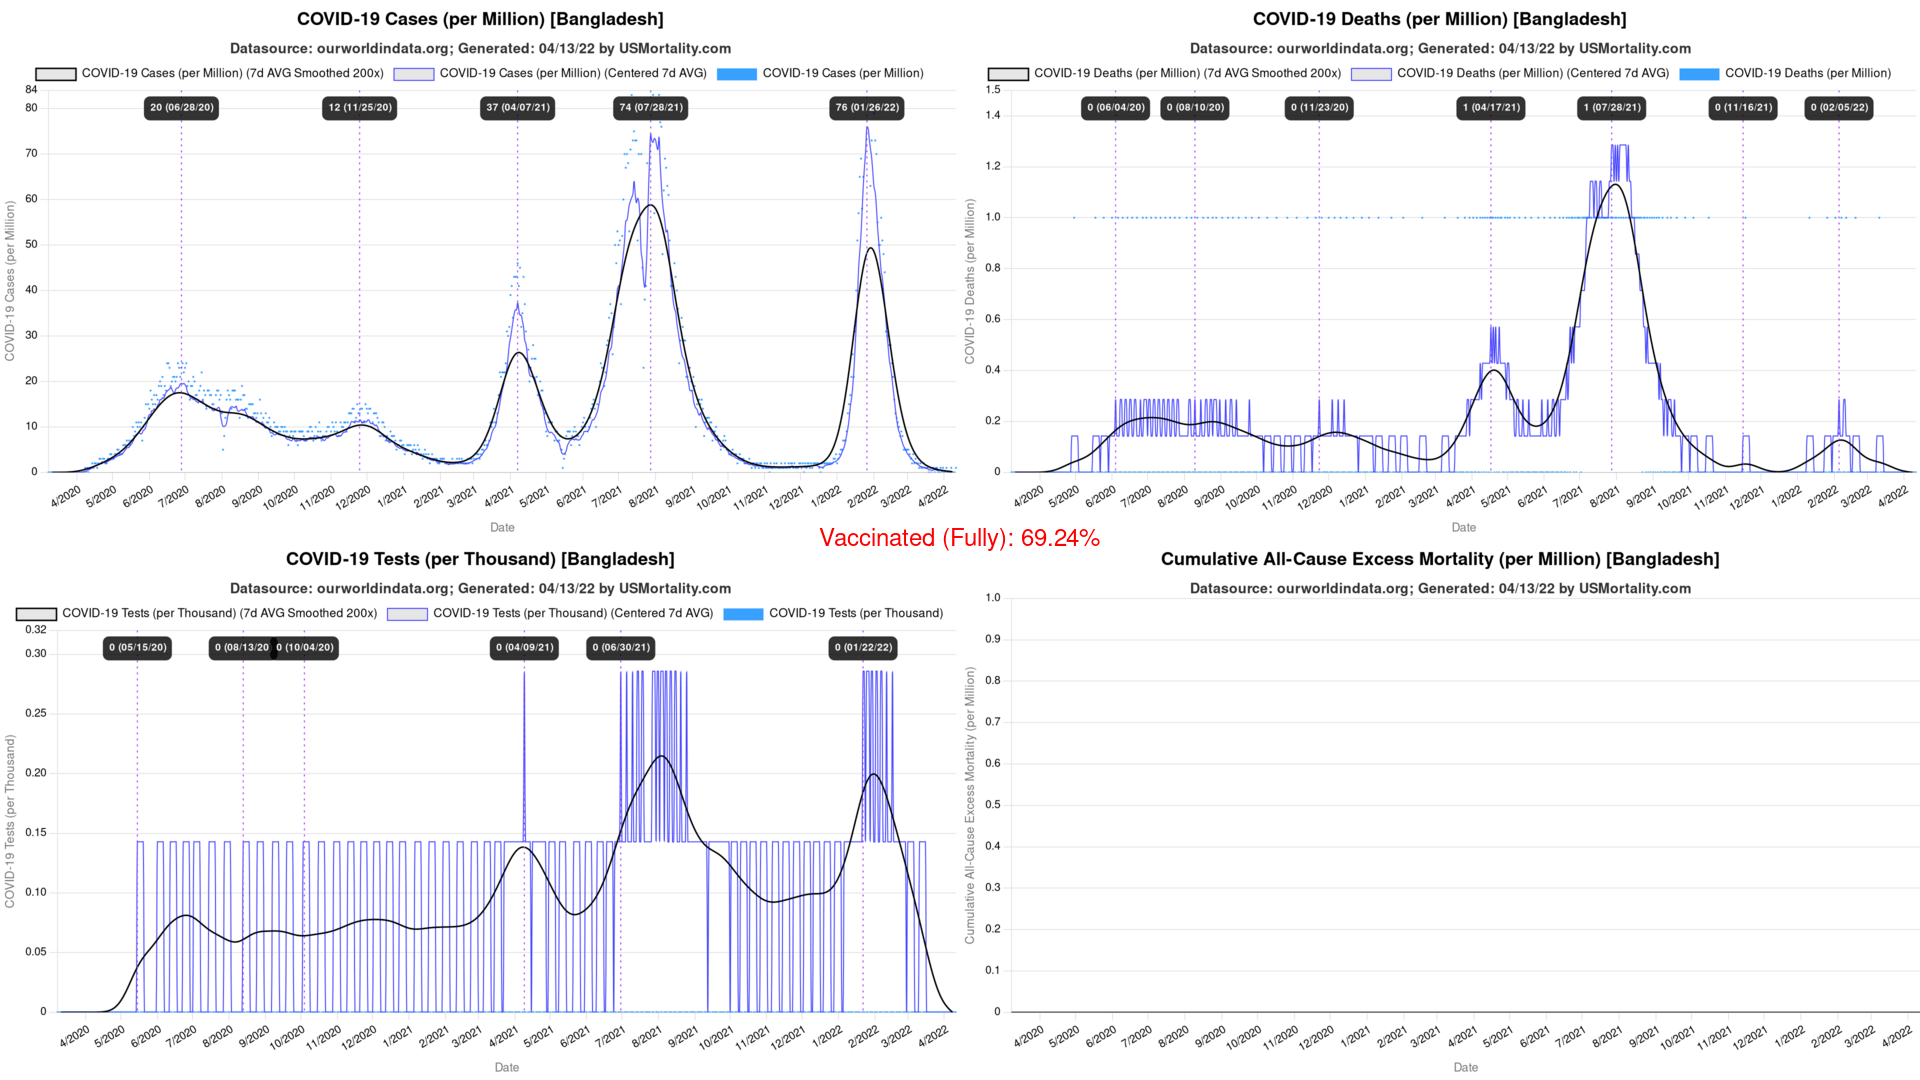 COVID-19 Cases (per Million) [Bangladesh]
Datasource: ourworldindata.org; Generated: 04/13/22 by USMortality.com
COVID-19 Cases (per Million) (7d AVG Smoothed 200x) COVID-19 Cases (per Million) (Centered 7d AVG) COVID-19 Cases (per Million)
84
80
70
60
50
40
30
20
10
0
20 (06/28/20) 12 (11/25/20) 37 (04/07/21) 74 (07/28/21) 76 (01/26/22)
COVID-19 Cases (per Million)
4/2020 5/2020 6/2020 7/2020 8/2020 9/2020 10/2020 11/2020 12/2020 1/2021 2/2021 3/2021 4/2021 5/2021 6/2021 7/2021 8/2021 9/2021 10/2021 11/2021 12/2021 1/2022 2/2022 3/2022 4/2022
Date
COVID-19 Deaths (per Million) [Bangladesh]
Datasource: ourworldindata.org; Generated: 04/13/22 by USMortality.com
COVID-19 Deaths (per Million) (7d AVG Smoothed 200x) COVID-19 Deaths (per Million) (Centered 7d AVG) COVID-19 Deaths (per Million)
1.5
1.4
1.2
1.0
0.8
0.6
0.4
0.2
0
0 (06/04/20) 0 (08/10/20) 0 (11/23/20) 1 (04/17/21) 1 (07/28/21) 0 (11/16/21) 0 (02/05/22)
COVID-19 Deaths (per Million)
4/2020 5/2020 6/2020 7/2020 8/2020 9/2020 10/2020 11/2020 12/2020 1/2021 2/2021 3/2021 4/2021 5/2021 6/2021 7/2021 8/2021 9/2021 10/2021 11/2021 12/2021 1/2022 2/2022 3/2022 4/2022
Date
Vaccinated (Fully): 69.24%
COVID-19 Tests (per Thousand) [Bangladesh]
Datasource: ourworldindata.org; Generated: 04/13/22 by USMortality.com
COVID-19 Tests (per Thousand) (7d AVG Smoothed 200x) COVID-19 Tests (per Thousand) (Centered 7d AVG) COVID-19 Tests (per Thousand)
0.32
0.30
0.25
0.20
0.15
0.10
0.05
0
0 (05/15/20) 0 (08/13/20 0 (10/04/20) 0 (04/09/21) 0 (06/30/21) 0 (01/22/22)
COVID-19 Tests (per Thousand)
4/2020 5/2020 6/2020 7/2020 8/2020 9/2020 10/2020 11/2020 12/2020 1/2021 2/2021 3/2021 4/2021 5/2021 6/2021 7/2021 8/2021 9/2021 10/2021 11/2021 12/2021 1/2022 2/2022 3/2022 4/2022
Date
Cumulative All-Cause Excess Mortality (per Million) [Bangladesh]
Datasource: ourworldindata.org; Generated: 04/13/22 by USMortality.com
1.0
0.9
0.8
0.7
0.6
0.5
0.4
0.3
0.2
0.1
0
Cumulative All-Cause Excess Mortality (per Million)
4/2020 5/2020 6/2020 7/2020 8/2020 9/2020 10/2020 11/2020 12/2020 1/2021 2/2021 3/2021 4/2021 5/2021 6/2021 7/2021 8/2021 9/2021 10/2021 11/2021 12/2021 1/2022 2/2022 3/2022 4/2022
Date